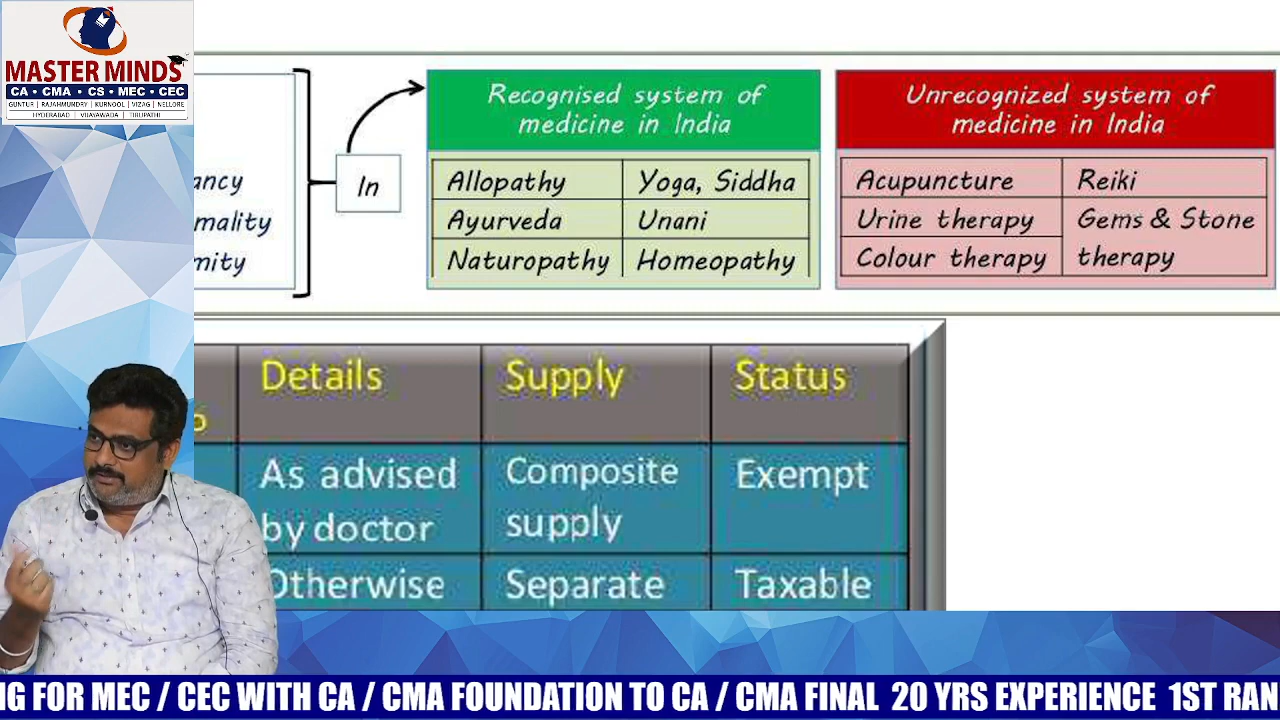 MASTER MINDS
CA • CMA • CS • MEC • CEC
GUNTUR | RAJAHMUNDRY | KURNOOL | VIZAG | NELLORE
HYDERABAD | VIJAYAWADA | TIRUPATHI
ancy
mality
mity
In
Recognised system of
medicine in India
Allopathy Yoga, Siddha
Ayurveda Unani
Naturopathy Homeopathy
Unrecognized system of
medicine in India
Acupuncture Reiki
Urine therapy Gems & Stone
Colour therapy therapy
Details Supply Status
As advised Composite Exempt
by doctor supply
Otherwise Separate Taxable
NG FOR MEC / CEC WITH CA / CMA FOUNDATION TO CA / CMA FINAL 20 YRS EXPERIENCE 1ST RAN